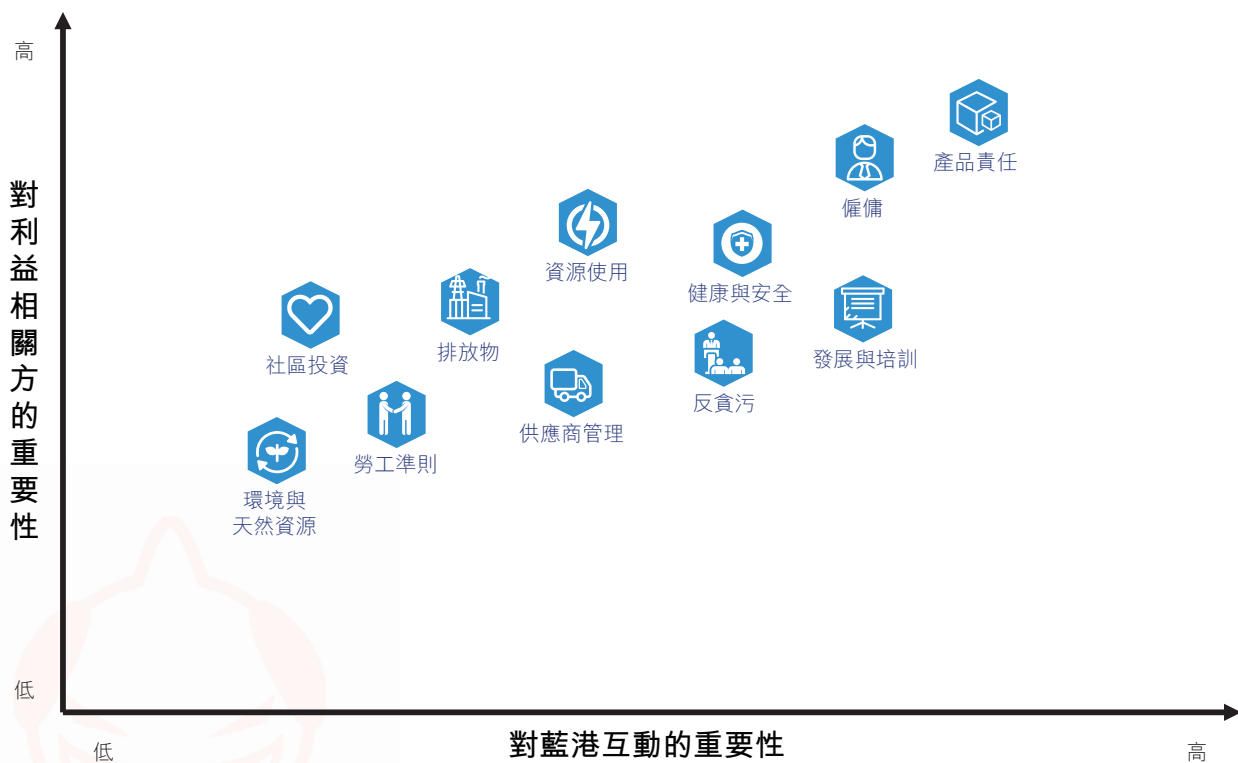 高
產品責任
僱傭
對利益相關方的重要性
資源使用
健康與安全
社區投資
排放物
發展與培訓
反貪污
供應商管理
勞工準則
環境與
天然資源
低
低
對藍港互動的重要性
高